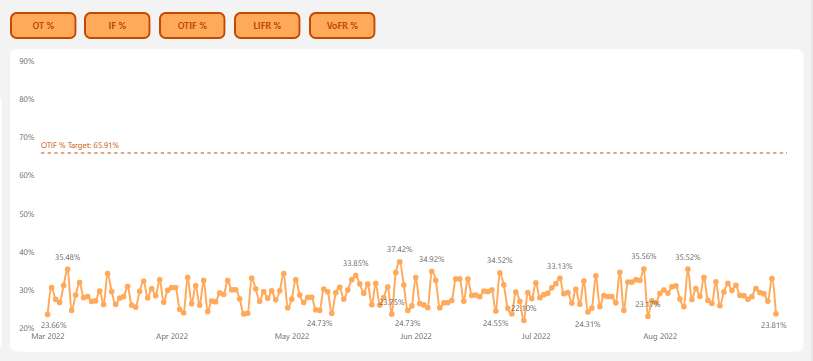 OT %
IF %
OTIF %
LIFR %
VoFR %
90%
80%
70%
OTIF % Target: 65.91%
60%
50%
40%
30%
20%
35.48%
33.85%
37.42%
34.92%
34.52%
33.13%
35.56%
35.52%
23.66%
24.73%
23.75%
24.73%
24.55%
22.10%
24.31%
23.17%
23.81%
Mar 2022
Apr 2022
May 2022
Jun 2022
Jul 2022
Aug 2022